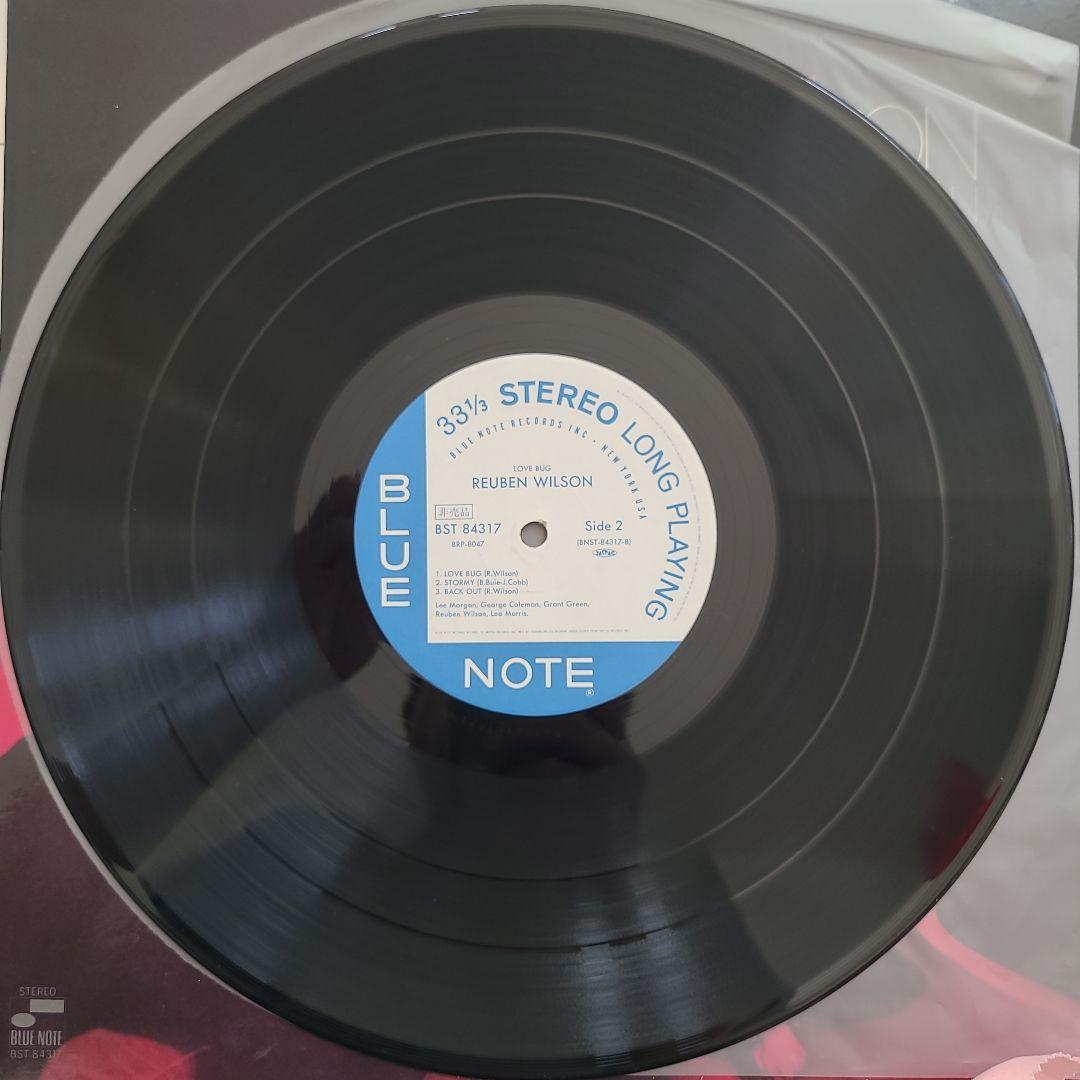 ON
33⅓ STEREO LONG PLAYING
BLUE NOTE RECORDS INC · NEW YORK USA
LOVE BUG
REUBEN WILSON
非売品
BST 84317
BRP-8047
Side 2
(BNST-84317-B)
1. LOVE BUG (R.Wilson)
2. STORMY (B.Buie-J.Cobb)
3. BACK OUT (R.Wilson)
Lee Morgan, George Coleman, Grant Green,
Reuben Wilson, Leo Morris.
BLUE
NOTE®
STEREO
BLUE NOTE
BST 84317